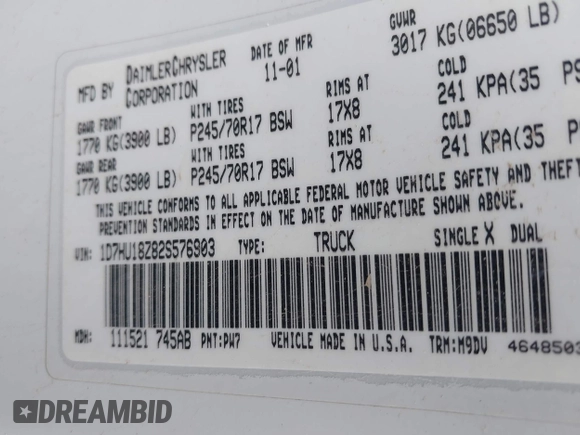 MFD BY DAIMLERCHRYSLER CORPORATION
DATE OF MFR 11-01
GVWR 3017 KG(06650 LB)
GAWR FRONT WITH TIRES RIMS AT COLD
1770 KG(3900 LB) P245/70R17 BSW 17X8 241 KPA(35 PS
GAWR REAR WITH TIRES RIMS AT COLD
1770 KG(3900 LB) P245/70R17 BSW 17X8 241 KPA(35 P
THIS VEHICLE CONFORMS TO ALL APPLICABLE FEDERAL MOTOR VEHICLE SAFETY AND THEFT
PREVENTION STANDARDS IN EFFECT ON THE DATE OF MANUFACTURE SHOWN ABOVE.
VIN: 1D7HU18Z82S576903 TYPE: TRUCK SINGLE X DUAL
MDH: 111521 745AB PNT:PW7 VEHICLE MADE IN U.S.A. TRM:M9DV 4648503
DREAMBID